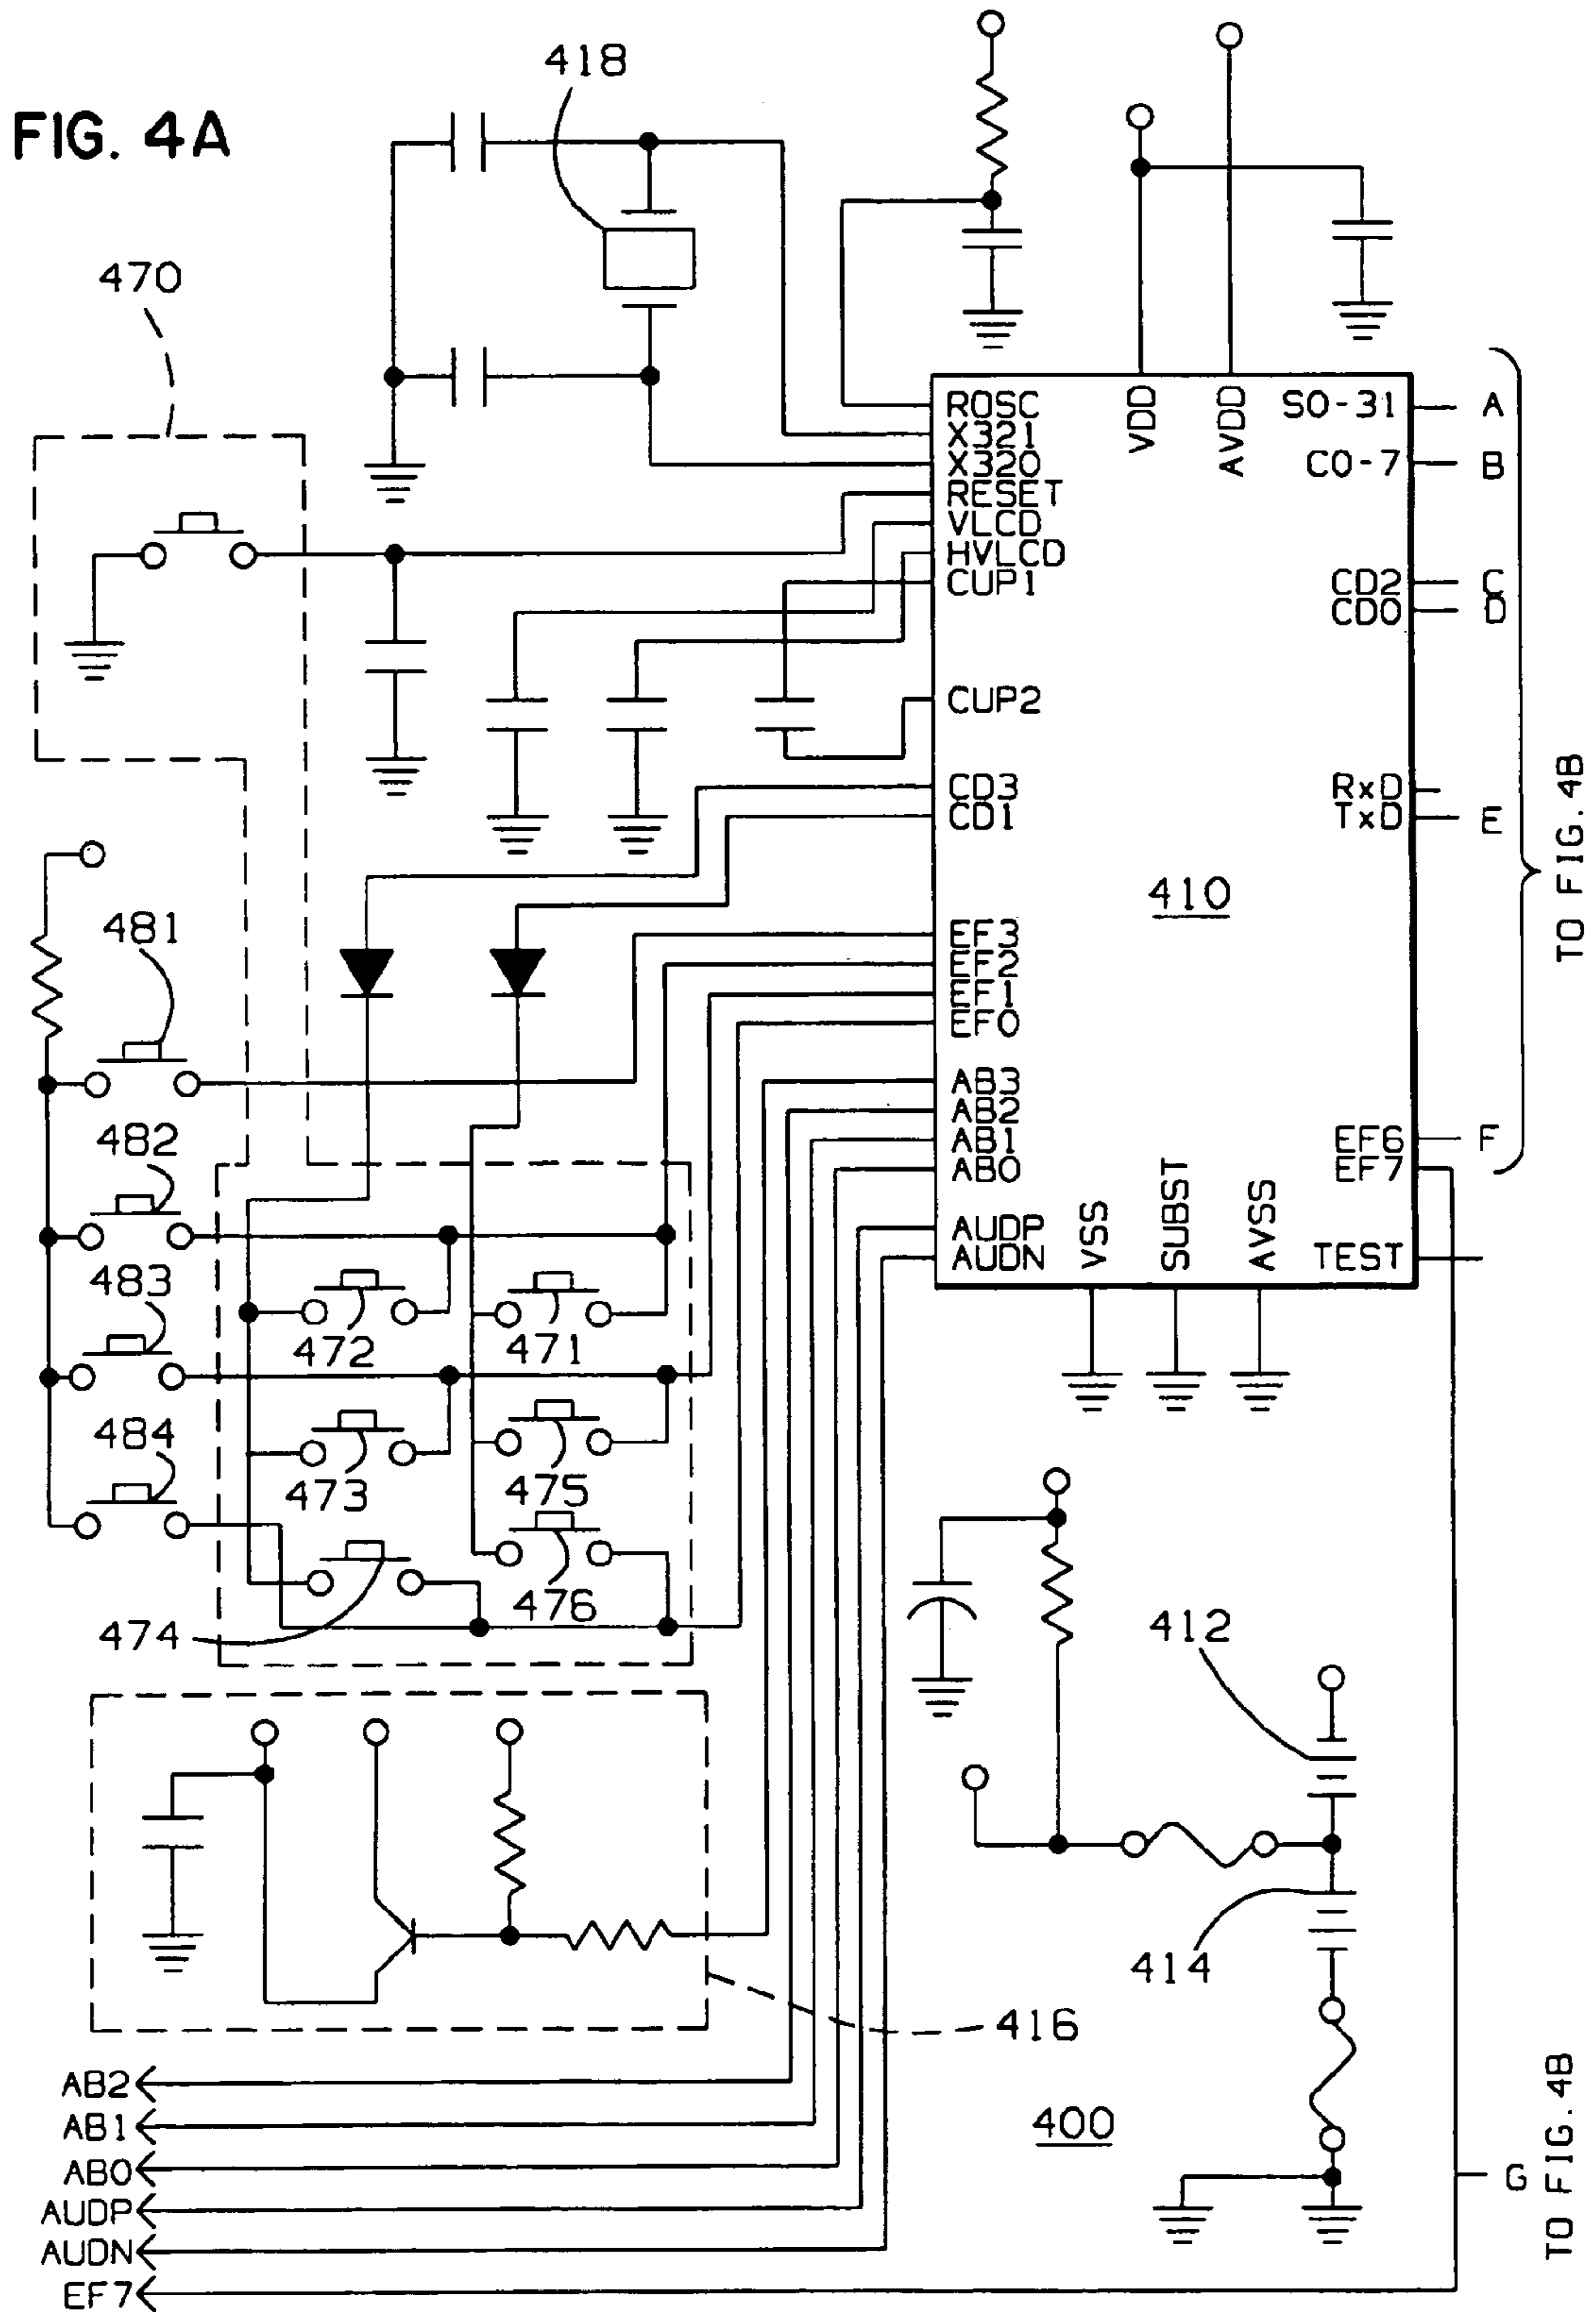 FIG. 4A
418
470
ROSC
X321
X320
RESET
VLCD
HVLCD
CUP1
CUP2
CD3
CD1
EF3
EF2
EF1
EF0
AB3
AB2
AB1
AB0
AUDP
AUDN
VDD
AVDD
SO-31
CO-7
CD2
CD0
RxD
TxD
EF6
EF7
TEST
VSS
SUBST
AVSS
410
A
B
C
D
E
F
TO FIG. 4B
481
482
483
484
472
471
473
475
474
476
412
414
416
400
AB2
AB1
AB0
AUDP
AUDN
EF7
G
TO FIG. 4B